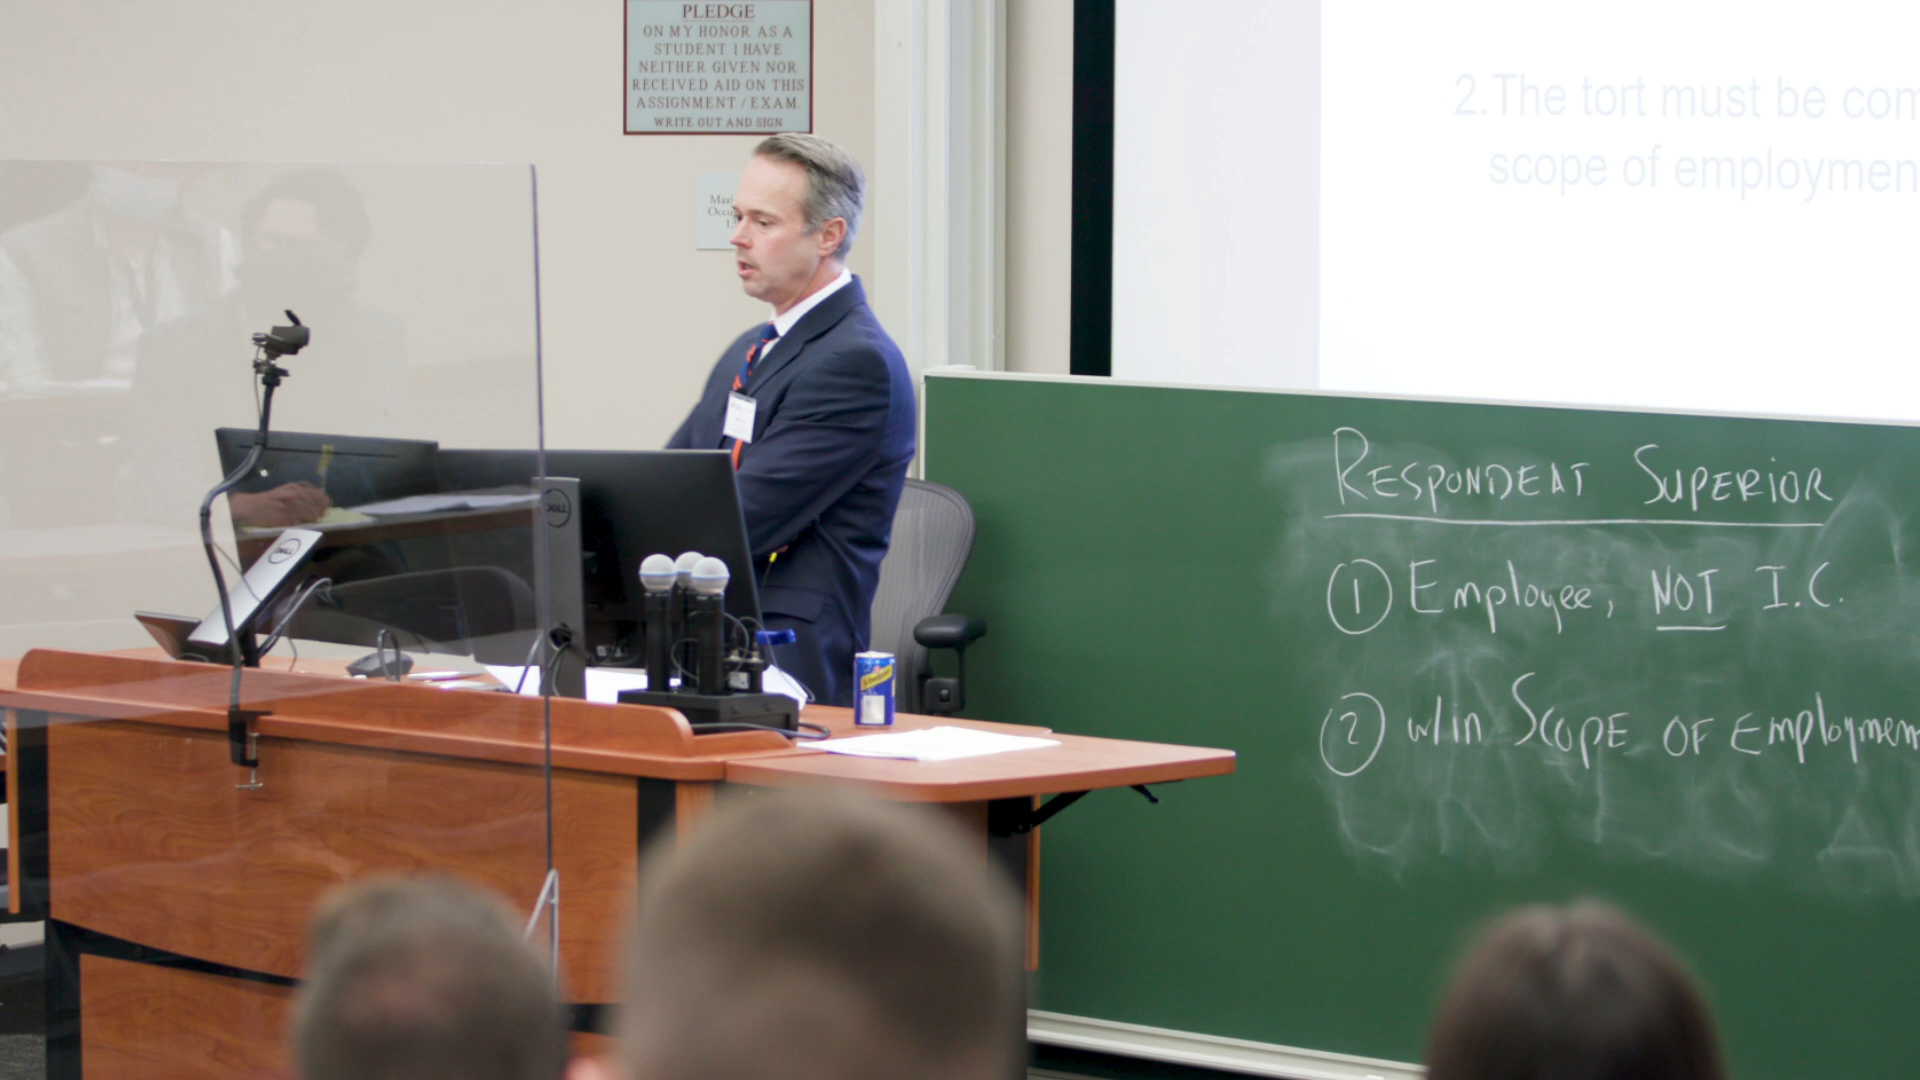 PLEDGE
ON MY HONOR AS A
STUDENT I HAVE
NEITHER GIVEN NOR
RECEIVED AID ON THIS
ASSIGNMENT / EXAM
WRITE OUT AND SIGN
2.The tort must be com
scope of employmen
RESPONDEAT SUPERIOR
1 Employee, NOT I.C.
2 w/in SCOPE OF Employmen
DELL
DELL
Schweppes